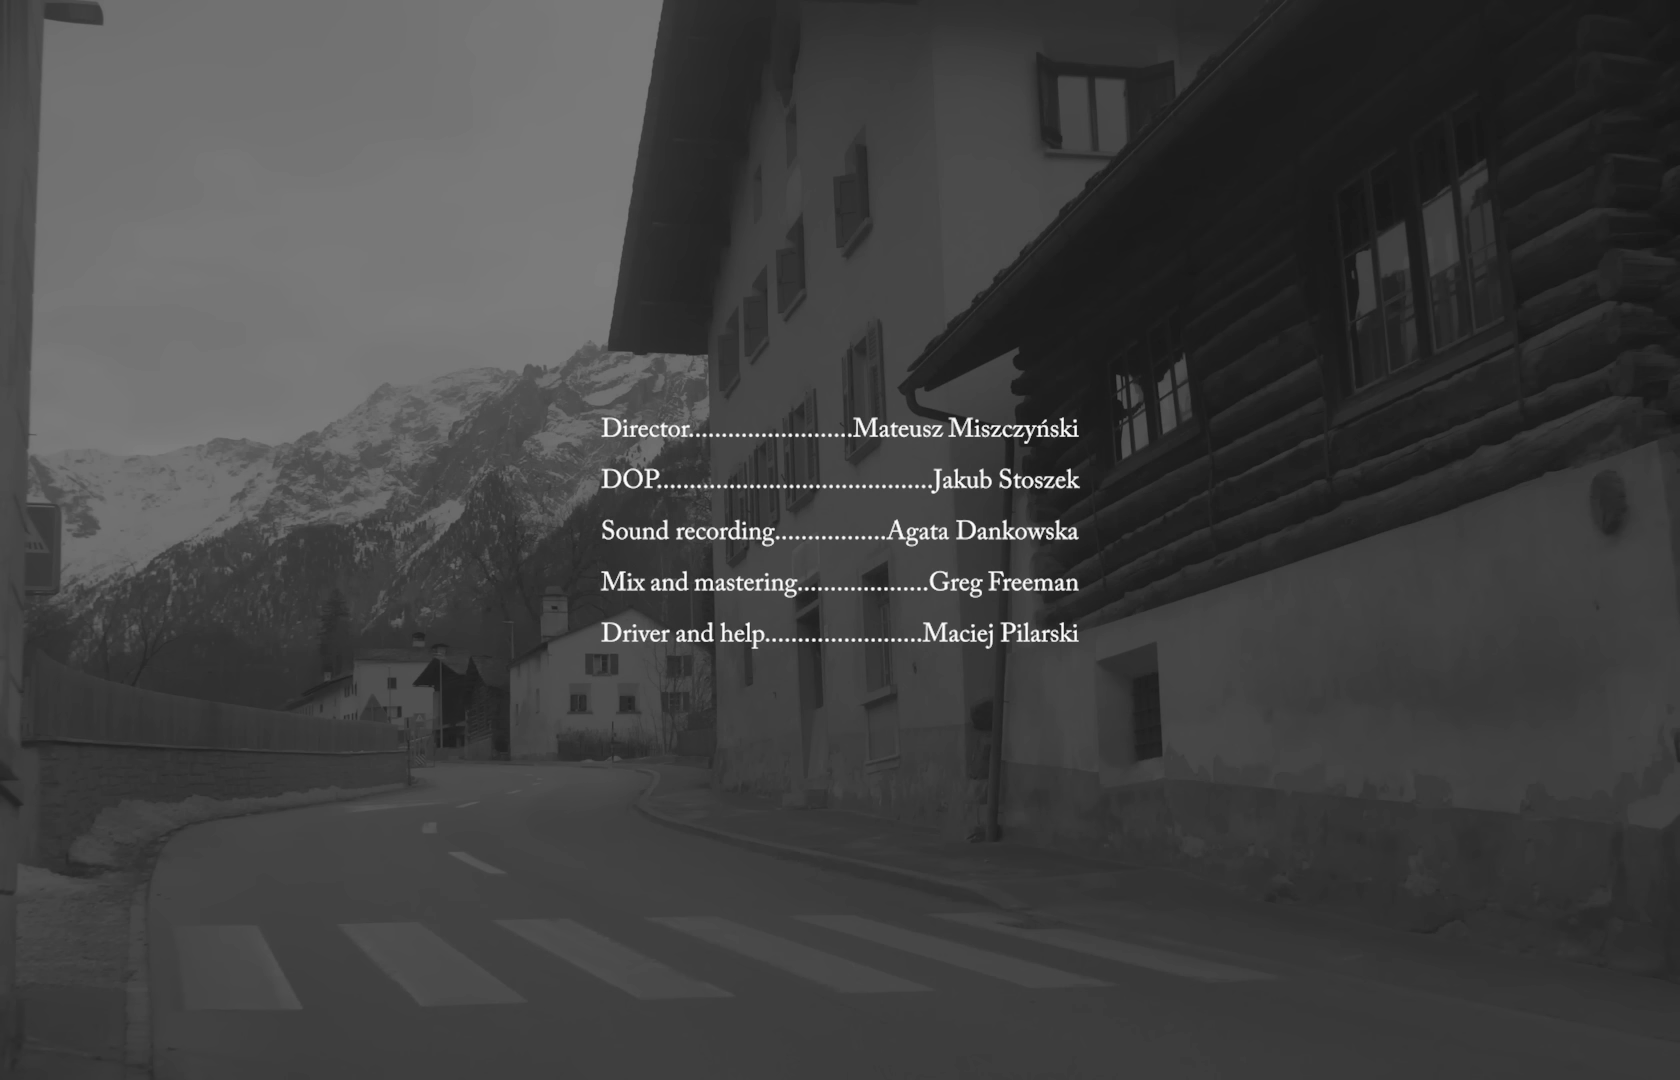 Director.........................Mateusz Miszczyński
DOP..........................................Jakub Stoszek
Sound recording.................Agata Dankowska
Mix and mastering....................Greg Freeman
Driver and help........................Maciej Pilarski